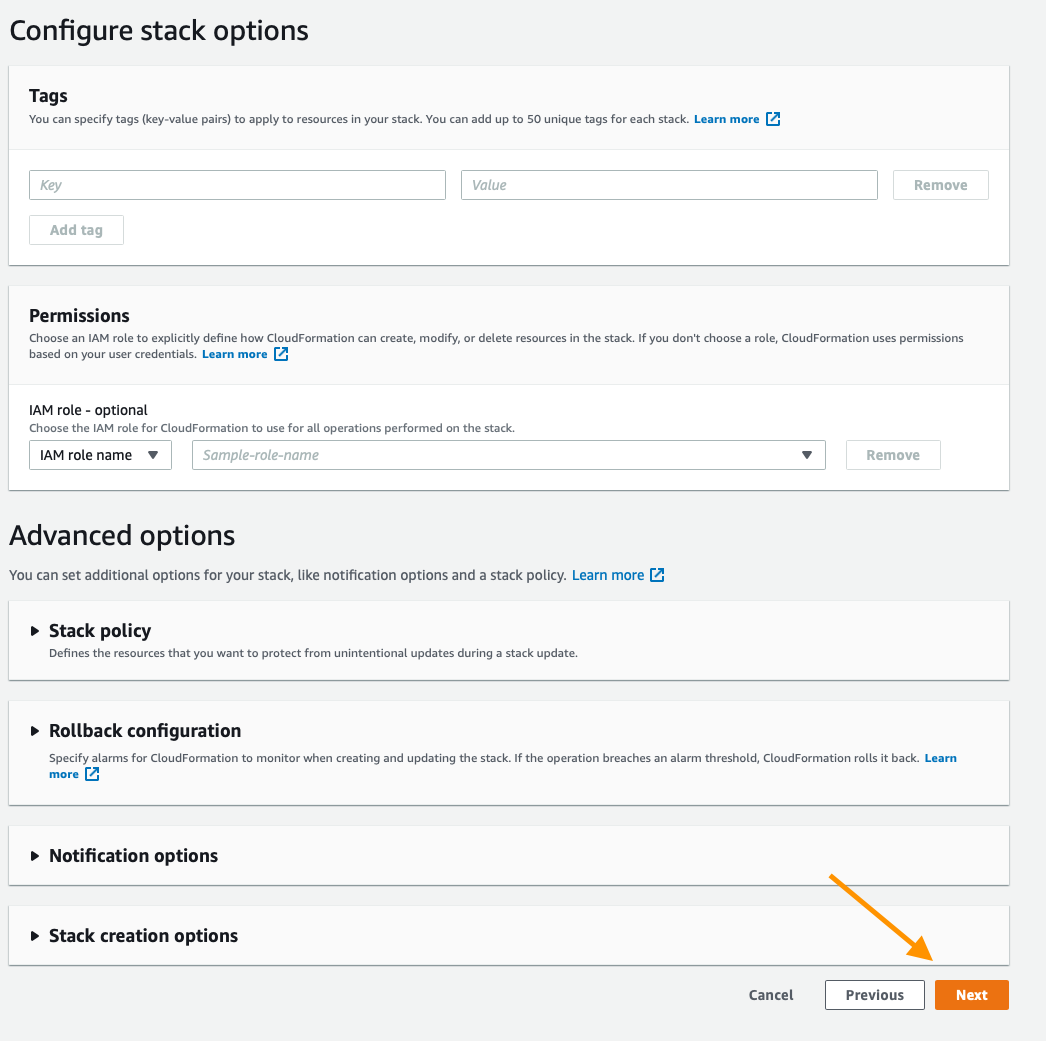 Configure stack options
Tags
You can specify tags (key-value pairs) to apply to resources in your stack. You can add up to 50 unique tags for each stack. Learn more
Key
Value
Remove
Add tag
Permissions
Choose an IAM role to explicitly define how CloudFormation can create, modify, or delete resources in the stack. If you don't choose a role, CloudFormation uses permissions
based on your user credentials. Learn more
IAM role - optional
Choose the IAM role for CloudFormation to use for all operations performed on the stack.
IAM role name
Sample-role-name
Remove
Advanced options
You can set additional options for your stack, like notification options and a stack policy. Learn more
Stack policy
Defines the resources that you want to protect from unintentional updates during a stack update.
Rollback configuration
Specify alarms for CloudFormation to monitor when creating and updating the stack. If the operation breaches an alarm threshold, CloudFormation rolls it back. Learn
more
Notification options
Stack creation options
Cancel
Previous
Next